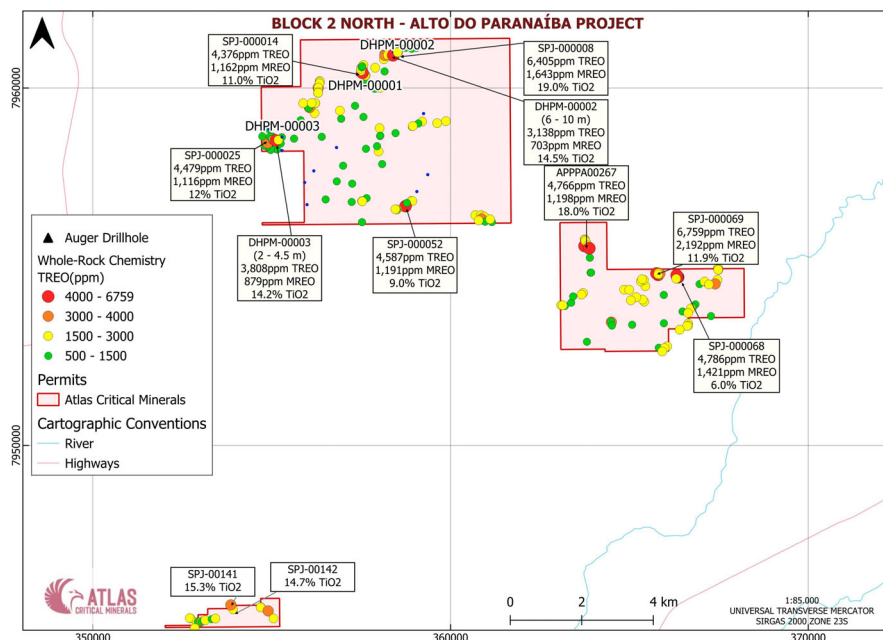 BLOCK 2 NORTH - ALTO DO PARANAÍBA PROJECT
SPJ-000014
4,376ppm TREO
1,162ppm MREO
11.0% TiO2
DHPM-00002
SPJ-000008
6,405ppm TREO
1,643ppm MREO
19.0% TiO2
DHPM-00001
DHPM-00002
(6 - 10 m)
3,138ppm TREO
703ppm MREO
14.5% TiO2
DHPM-00003
SPJ-000025
4,479ppm TREO
1,116ppm MREO
12% TiO2
APPPA00267
4,766ppm TREO
1,198ppm MREO
18.0% TiO2
DHPM-00003
(2 - 4.5 m)
3,808ppm TREO
879ppm MREO
14.2% TiO2
SPJ-000052
4,587ppm TREO
1,191ppm MREO
9.0% TiO2
SPJ-000069
6,759ppm TREO
2,192ppm MREO
11.9% TiO2
SPJ-000068
4,786ppm TREO
1,421ppm MREO
6.0% TiO2
7960000
7950000
Auger Drillhole
Whole-Rock Chemistry
TREO(ppm)
4000 - 6759
3000 - 4000
1500 - 3000
500 - 1500
Permits
Atlas Critical Minerals
Cartographic Conventions
River
Highways
SPJ-00141
15.3% TiO2
SPJ-00142
14.7% TiO2
ATLAS
CRITICAL MINERALS
0 2 4 km
1:85.000
UNIVERSAL TRANSVERSE MERCATOR
SIRGAS 2000 ZONE 23S
350000 360000 370000